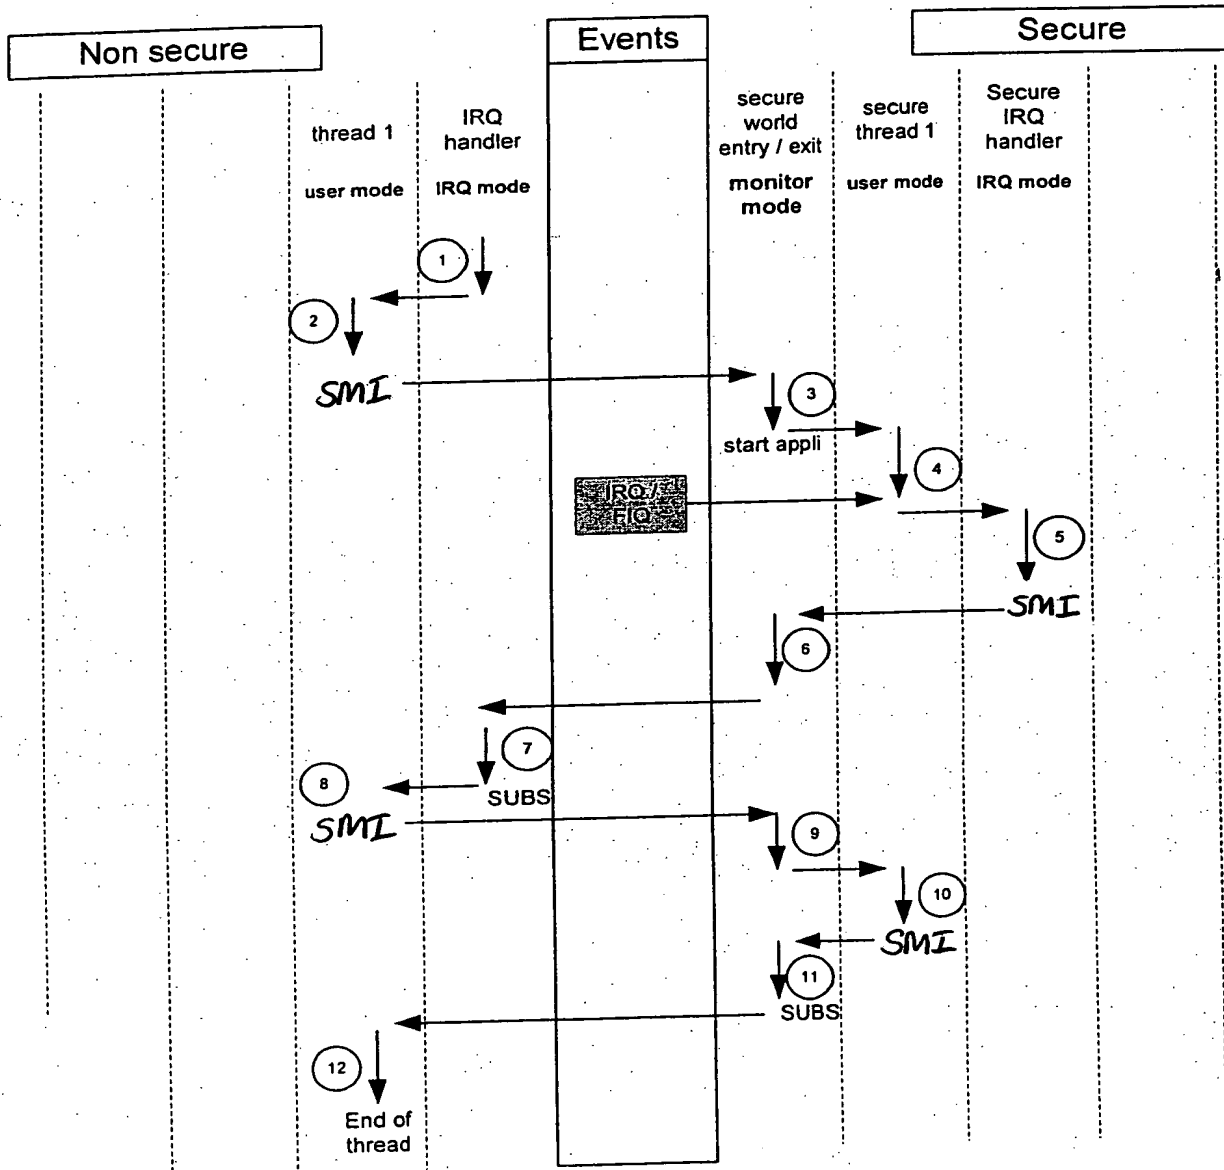 Non secure
Events
Secure
thread 1
user mode
IRQ
handler
IRQ mode
secure
world
entry / exit
monitor
mode
secure
thread 1
user mode
Secure
IRQ
handler
IRQ mode
1
2
SMI
3
start appli
4
IRQ /
FIQ
5
SMI
6
7
SUBS
8
SMI
9
10
SMI
11
SUBS
12
End of
thread